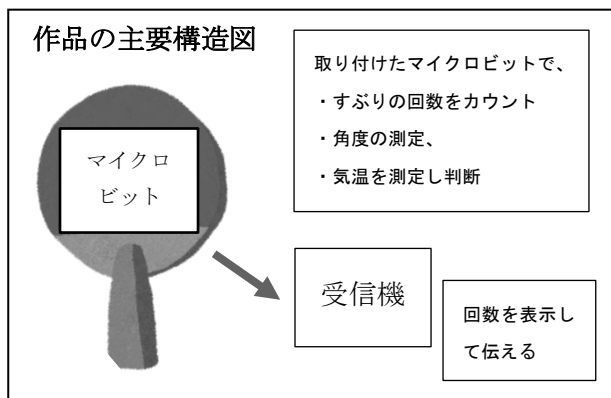 作品の主要構造図
取り付けたマイクロビットで、
・すぶりの回数をカウント
・角度の測定、
・気温を測定し判断
マイクロ
ビット
受信機
回数を表示し
て伝える